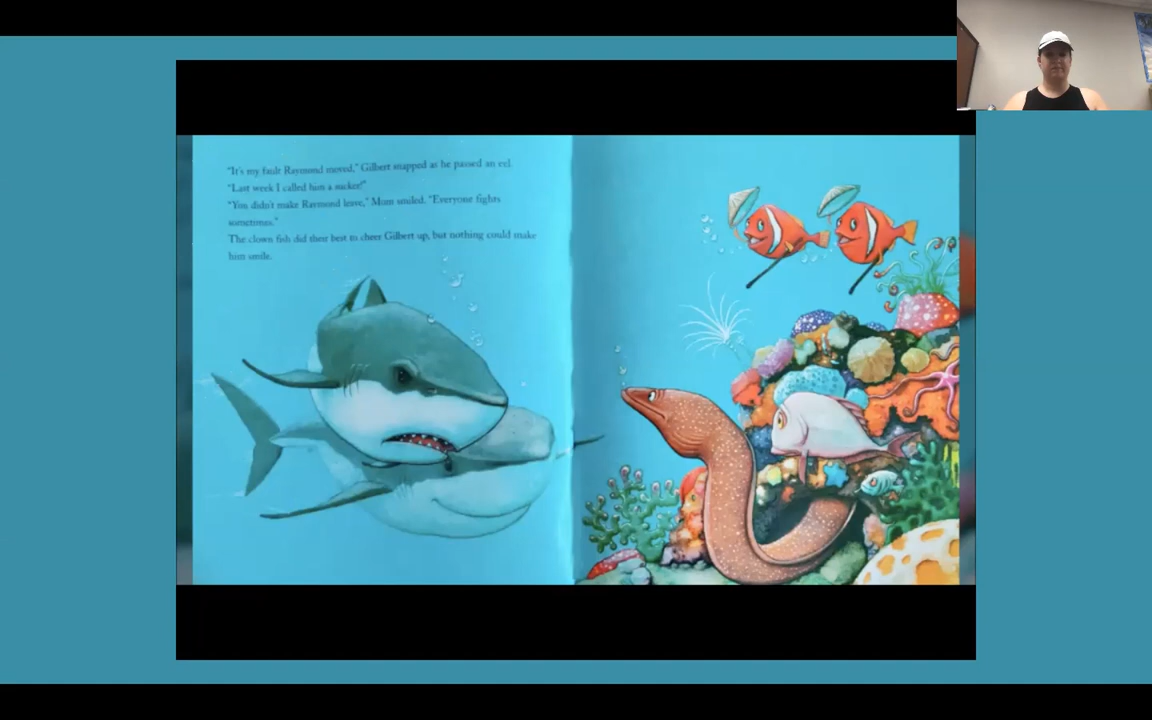 "It's my fault Raymond moved," Gilbert snapped as he passed an eel.
"Last week I called him a sucker!"
"You didn't make Raymond leave," Mum smiled. "Everyone fights
sometimes."
The clown fish did their best to cheer Gilbert up, but nothing could make
him smile.